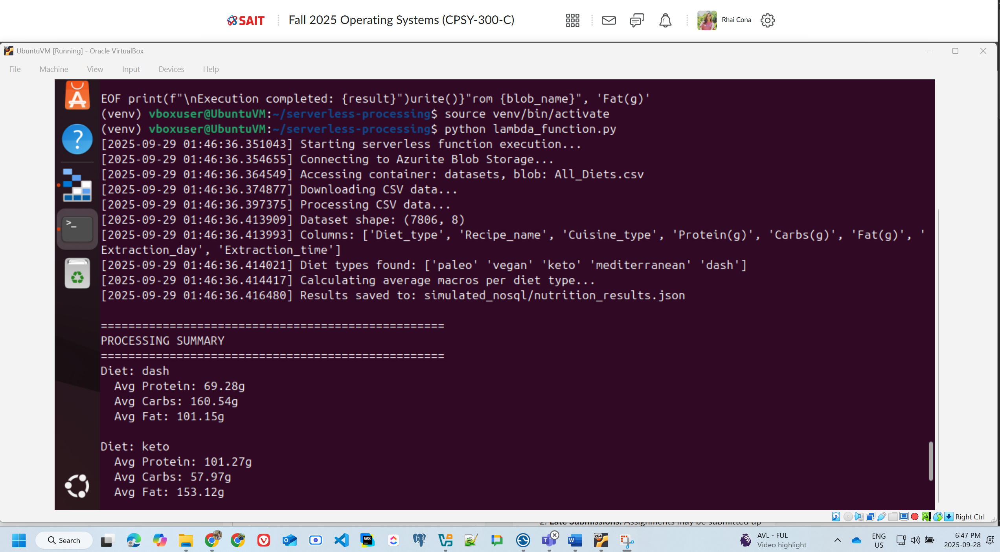 SAIT
Fall 2025 Operating Systems (CPSY-300-C)
Rhai Cona
UbuntuVM [Running] - Oracle VirtualBox
File Machine View Input Devices Help
EOF print(f"\nExecution completed: {result}")urite()}"rom {blob_name}", 'Fat(g)'
(venv) vboxuser@UbuntuVM:~/serverless-processing$ source venv/bin/activate
(venv) vboxuser@UbuntuVM:~/serverless-processing$ python lambda_function.py
[2025-09-29 01:46:36.351043] Starting serverless function execution...
[2025-09-29 01:46:36.354655] Connecting to Azurite Blob Storage...
[2025-09-29 01:46:36.364549] Accessing container: datasets, blob: All_Diets.csv
[2025-09-29 01:46:36.374877] Downloading CSV data...
[2025-09-29 01:46:36.397375] Processing CSV data...
[2025-09-29 01:46:36.413909] Dataset shape: (7806, 8)
[2025-09-29 01:46:36.413993] Columns: ['Diet_type', 'Recipe_name', 'Cuisine_type', 'Protein(g)', 'Carbs(g)', 'Fat(g)', '
Extraction_day', 'Extraction_time']
[2025-09-29 01:46:36.414021] Diet types found: ['paleo' 'vegan' 'keto' 'mediterranean' 'dash']
[2025-09-29 01:46:36.414417] Calculating average macros per diet type...
[2025-09-29 01:46:36.416480] Results saved to: simulated_nosql/nutrition_results.json
==================================================
PROCESSING SUMMARY
==================================================
Diet: dash
Avg Protein: 69.28g
Avg Carbs: 160.54g
Avg Fat: 101.15g
Diet: keto
Avg Protein: 101.27g
Avg Carbs: 57.97g
Avg Fat: 153.12g
Right Ctrl
2. Late Submissions: Assignments may be submitted up
Search
AVL - FUL
Video highlight
ENG
US
6:47 PM
2025-09-28